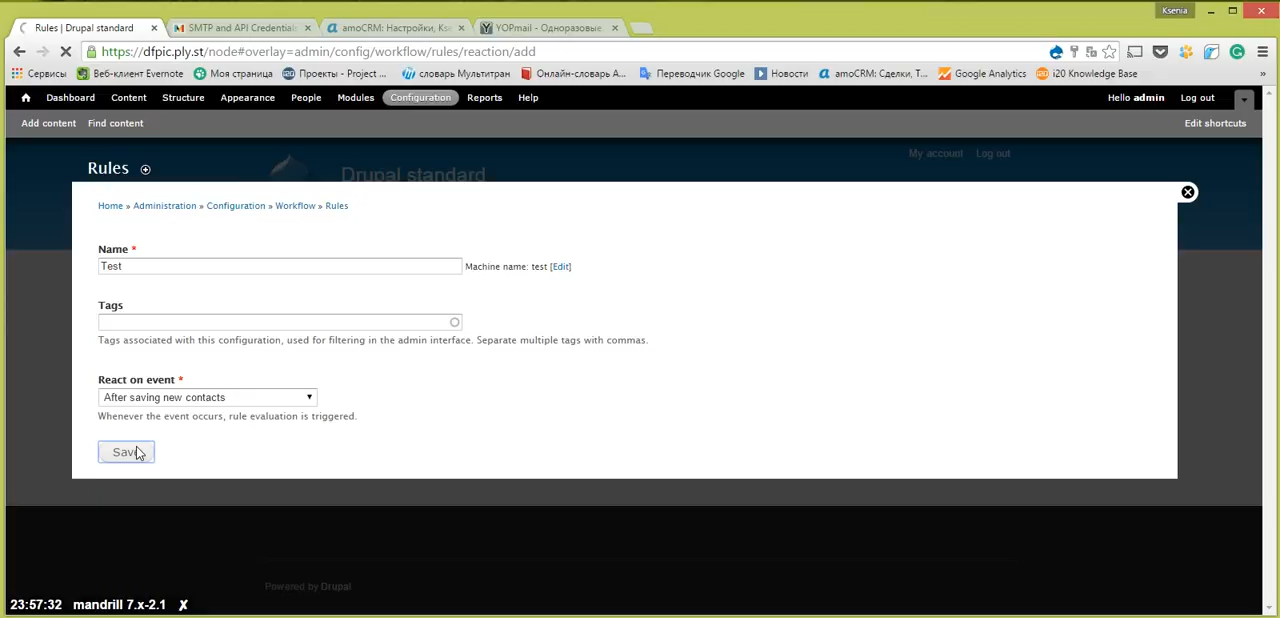 Ksenia
Rules | Drupal standard
SMTP and API Credentials
amoCRM: Настройки, Kse
YOPmail - Одноразовые
https://dfpic.ply.st/node#overlay=admin/config/workflow/rules/reaction/add
Сервисы Веб-клиент Evernote Моя страница Проекты - Project ... словарь Мультитран Онлайн-словарь A... Переводчик Google Новости amoCRM: Сделки, Т... Google Analytics i20 Knowledge Base »
Dashboard Content Structure Appearance People Modules Configuration Reports Help Hello admin Log out
Add content Find content Edit shortcuts
My account Log out
Rules
Drupal standard
Home » Administration » Configuration » Workflow » Rules
Name *
Test Machine name: test [Edit]
Tags
Tags associated with this configuration, used for filtering in the admin interface. Separate multiple tags with commas.
React on event *
After saving new contacts
Whenever the event occurs, rule evaluation is triggered.
Save
Powered by Drupal
23:57:32 mandrill 7.x-2.1 ✗